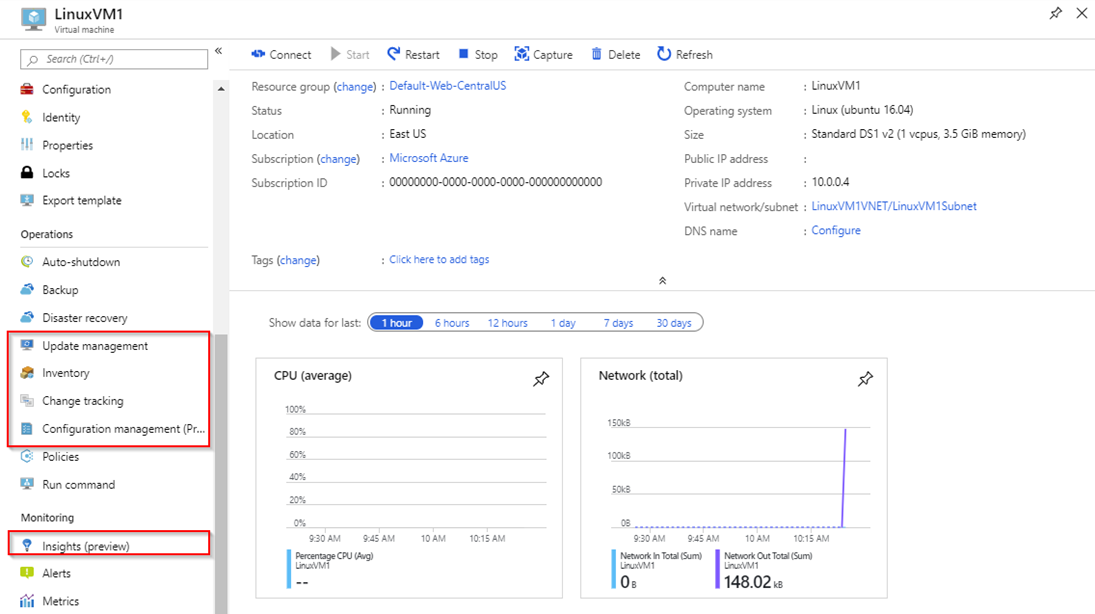 LinuxVM1
Virtual machine
Search (Ctrl+/)
«
Configuration
Identity
Properties
Locks
Export template
Operations
Auto-shutdown
Backup
Disaster recovery
Update management
Inventory
Change tracking
Configuration management (Pr...
Policies
Run command
Monitoring
Insights (preview)
Alerts
Metrics
Connect Start Restart Stop Capture Delete Refresh
Resource group (change) : Default-Web-CentralUS
Status : Running
Location : East US
Subscription (change) : Microsoft Azure
Subscription ID : 00000000-0000-0000-0000-000000000000
Computer name : LinuxVM1
Operating system : Linux (ubuntu 16.04)
Size : Standard DS1 v2 (1 vcpus, 3.5 GiB memory)
Public IP address :
Private IP address : 10.0.0.4
Virtual network/subnet : LinuxVM1VNET/LinuxVM1Subnet
DNS name : Configure
Tags (change) : Click here to add tags
Show data for last: 1 hour 6 hours 12 hours 1 day 7 days 30 days
CPU (average)
100%
80%
60%
40%
20%
0%
9:30 AM 9:45 AM 10 AM 10:15 AM
Percentage CPU (Avg)
LinuxVM1
--
Network (total)
150kB
100kB
50kB
0B
9:30 AM 9:45 AM 10 AM 10:15 AM
Network In Total (Sum)
LinuxVM1
0 B
Network Out Total (Sum)
LinuxVM1
148.02 kB